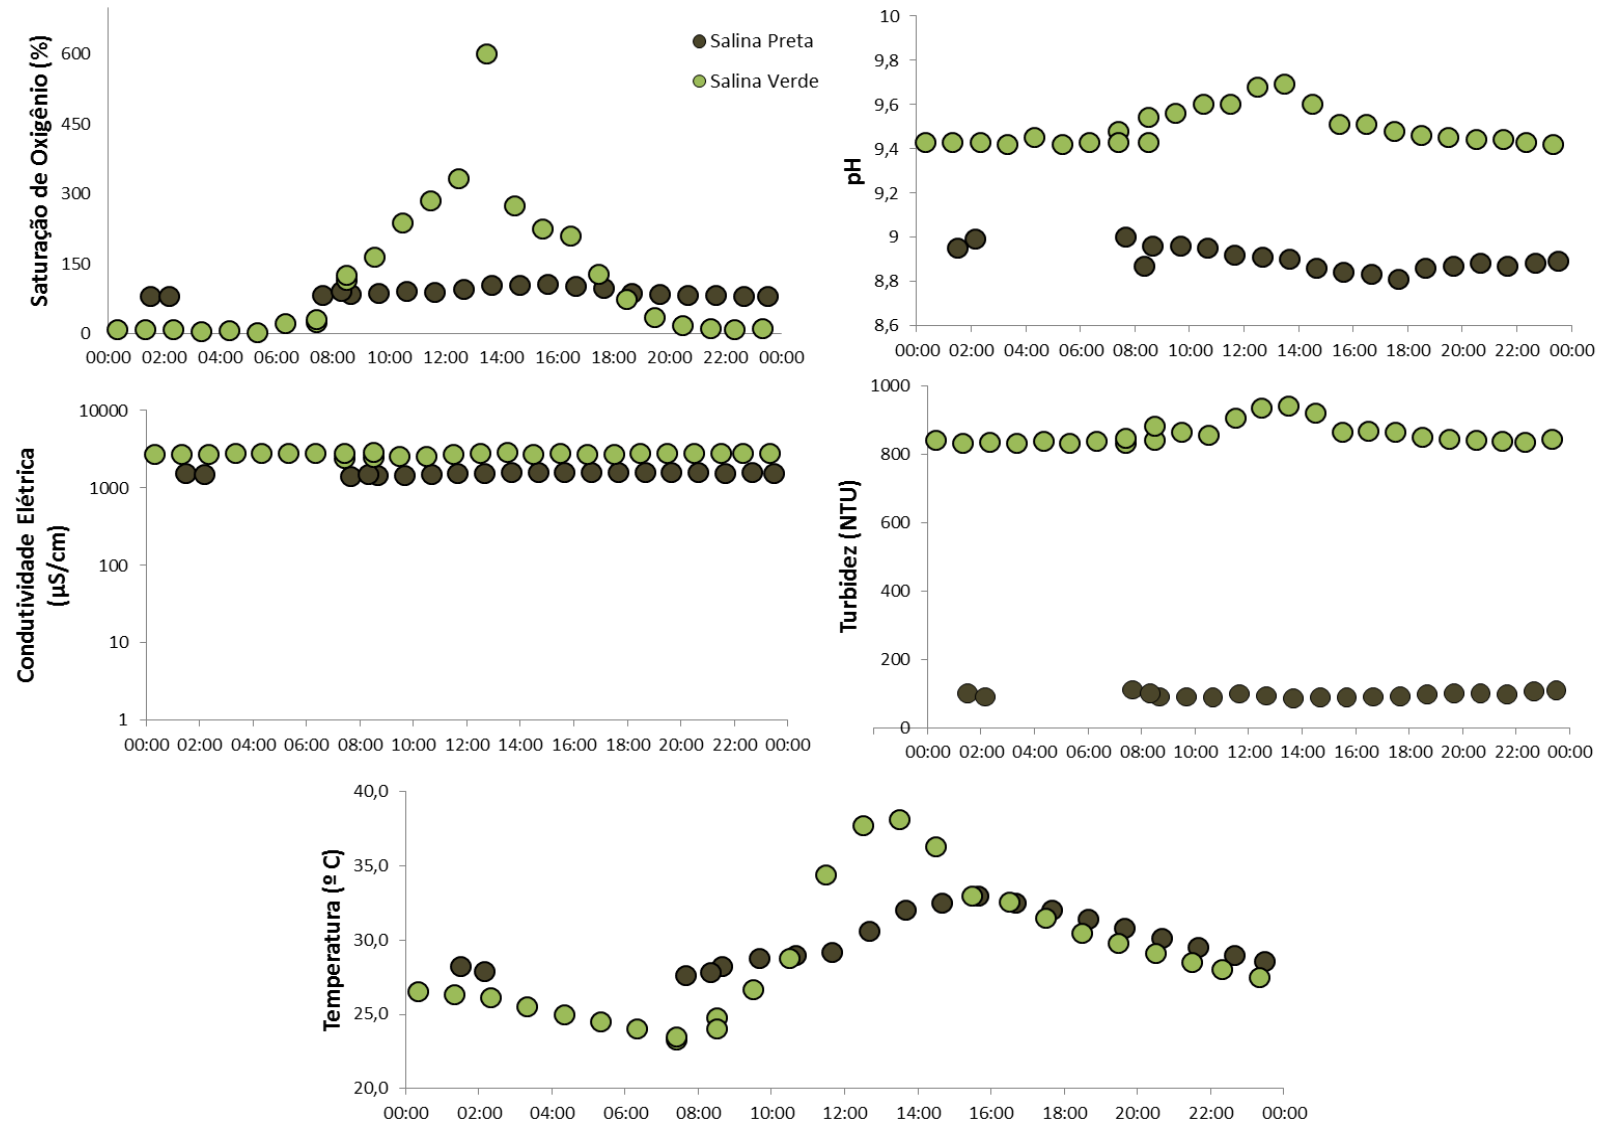 Saturação de Oxigênio (%)
600
450
300
150
0
00:00 02:00 04:00 06:00 08:00 10:00 12:00 14:00 16:00 18:00 20:00 22:00 00:00
Salina Preta
Salina Verde
pH
10
9,8
9,6
9,4
9,2
9
8,8
8,6
00:00 02:00 04:00 06:00 08:00 10:00 12:00 14:00 16:00 18:00 20:00 22:00 00:00
Condutividade Elétrica
(µS/cm)
10000
1000
100
10
1
00:00 02:00 04:00 06:00 08:00 10:00 12:00 14:00 16:00 18:00 20:00 22:00 00:00
Turbidez (NTU)
1000
800
600
400
200
0
00:00 02:00 04:00 06:00 08:00 10:00 12:00 14:00 16:00 18:00 20:00 22:00 00:00
Temperatura (º C)
40,0
35,0
30,0
25,0
20,0
00:00 02:00 04:00 06:00 08:00 10:00 12:00 14:00 16:00 18:00 20:00 22:00 00:00